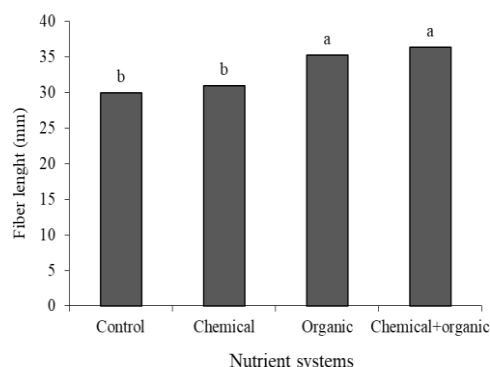 40
35
30
25
20
15
10
5
0
Fiber lenght (mm)
b
b
a
a
Control
Chemical
Organic
Chemical+organic
Nutrient systems